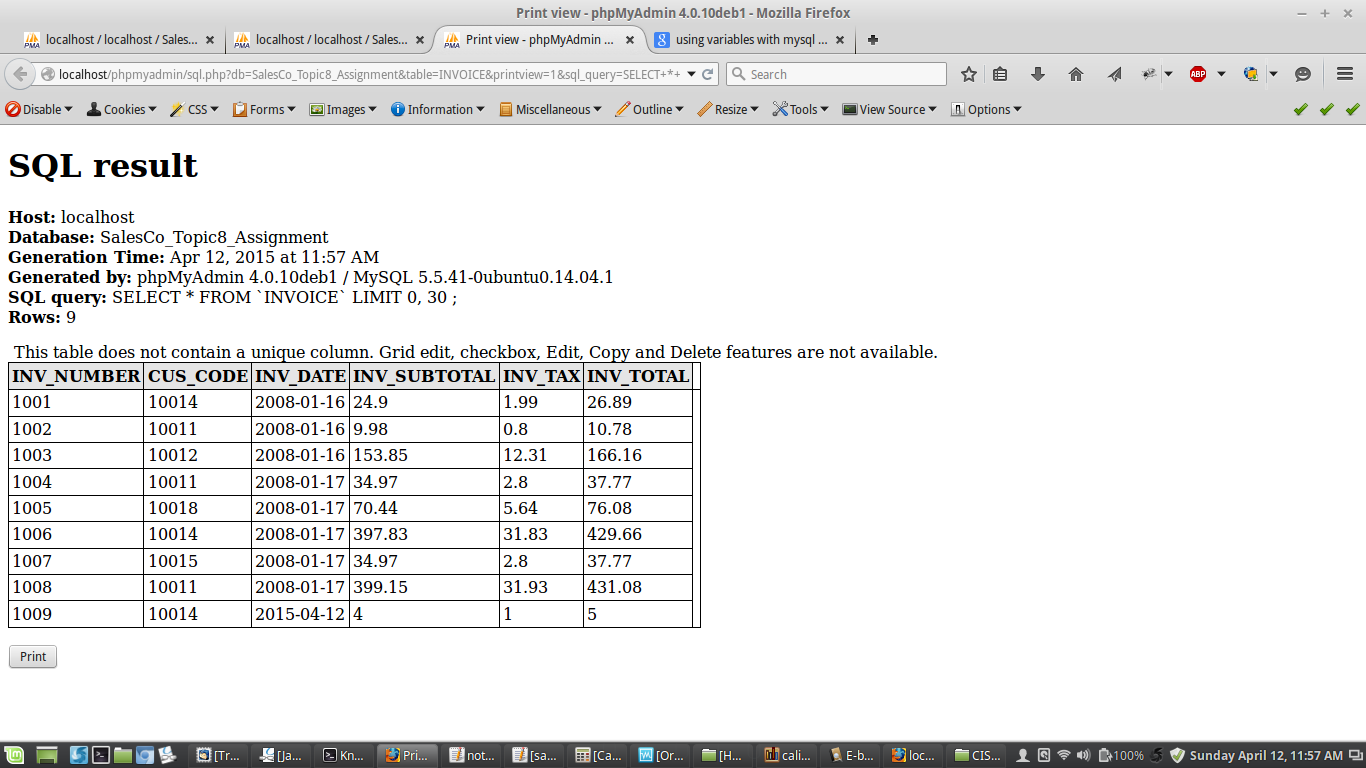 Print view - phpMyAdmin 4.0.10deb1 - Mozilla Firefox
localhost / localhost / Sales... localhost / localhost / Sales... Print view - phpMyAdmin ... using variables with mysql ...
localhost/phpmyadmin/sql.php?db=SalesCo_Topic8_Assignment&table=INVOICE&printview=1&sql_query=SELECT+*+ Search ABP
Disable Cookies CSS Forms Images Information Miscellaneous Outline Resize Tools View Source Options
SQL result
Host: localhost
Database: SalesCo_Topic8_Assignment
Generation Time: Apr 12, 2015 at 11:57 AM
Generated by: phpMyAdmin 4.0.10deb1 / MySQL 5.5.41-0ubuntu0.14.04.1
SQL query: SELECT * FROM `INVOICE` LIMIT 0, 30 ;
Rows: 9
This table does not contain a unique column. Grid edit, checkbox, Edit, Copy and Delete features are not available.
INV_NUMBER CUS_CODE INV_DATE INV_SUBTOTAL INV_TAX INV_TOTAL
1001 10014 2008-01-16 24.9 1.99 26.89
1002 10011 2008-01-16 9.98 0.8 10.78
1003 10012 2008-01-16 153.85 12.31 166.16
1004 10011 2008-01-17 34.97 2.8 37.77
1005 10018 2008-01-17 70.44 5.64 76.08
1006 10014 2008-01-17 397.83 31.83 429.66
1007 10015 2008-01-17 34.97 2.8 37.77
1008 10011 2008-01-17 399.15 31.93 431.08
1009 10014 2015-04-12 4 1 5
Print
[Tr... [Ja... Kn... Pri... not... [sa... [Ca... [Or... [H... cali... E-b... loc... CIS... 100% Sunday April 12, 11:57 AM